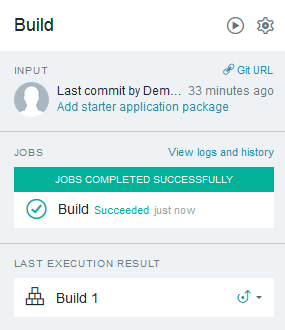 Build
INPUT
Git URL
Last commit by Dem... 33 minutes ago
Add starter application package
JOBS
View logs and history
JOBS COMPLETED SUCCESSFULLY
Build Succeeded just now
LAST EXECUTION RESULT
Build 1